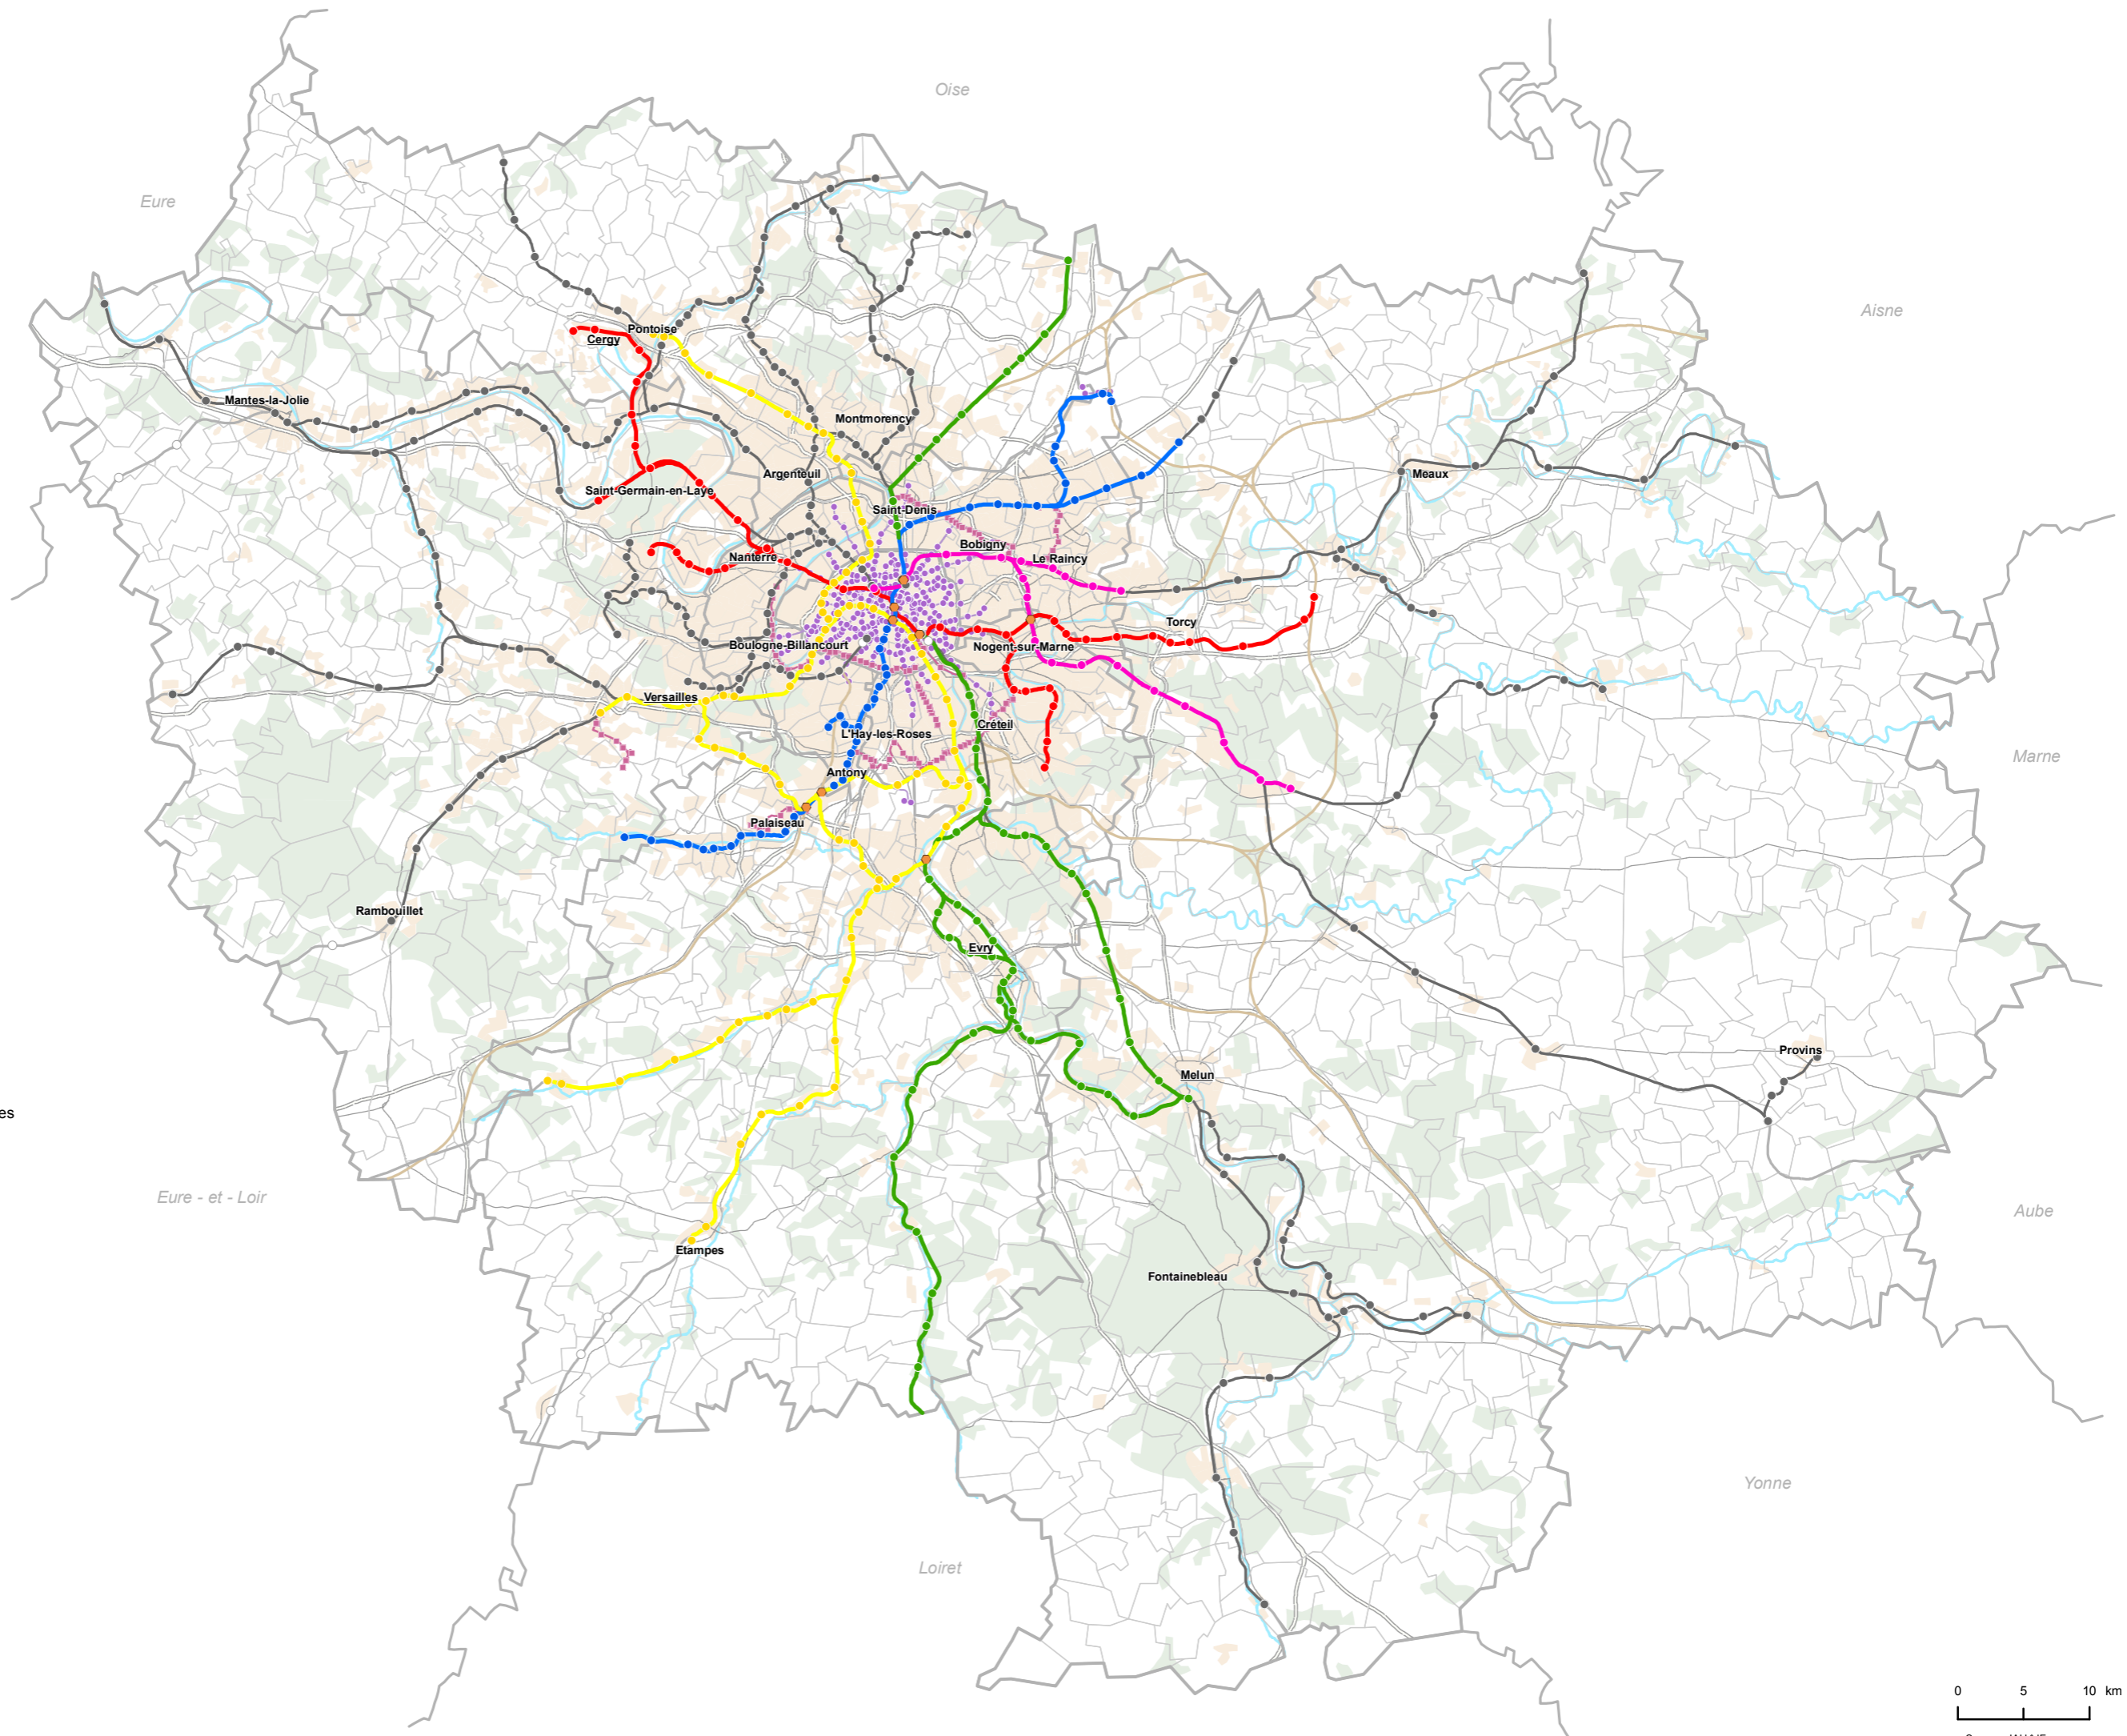 Oise
Eure
Aisne
Pontoise
Cergy
Mantes-la-Jolie
Montmorency
Argenteuil
Meaux
Saint-Germain-en-Laye
Saint-Denis
Bobigny
Nanterre
Le Raincy
Torcy
Boulogne-Billancourt
Nogent-sur-Marne
Versailles
Créteil
L'Hay-les-Roses
Marne
Antony
Palaiseau
Rambouillet
Evry
Provins
Melun
es
Eure - et - Loir
Aube
Etampes
Fontainebleau
Yonne
Loiret
0 5 10 km